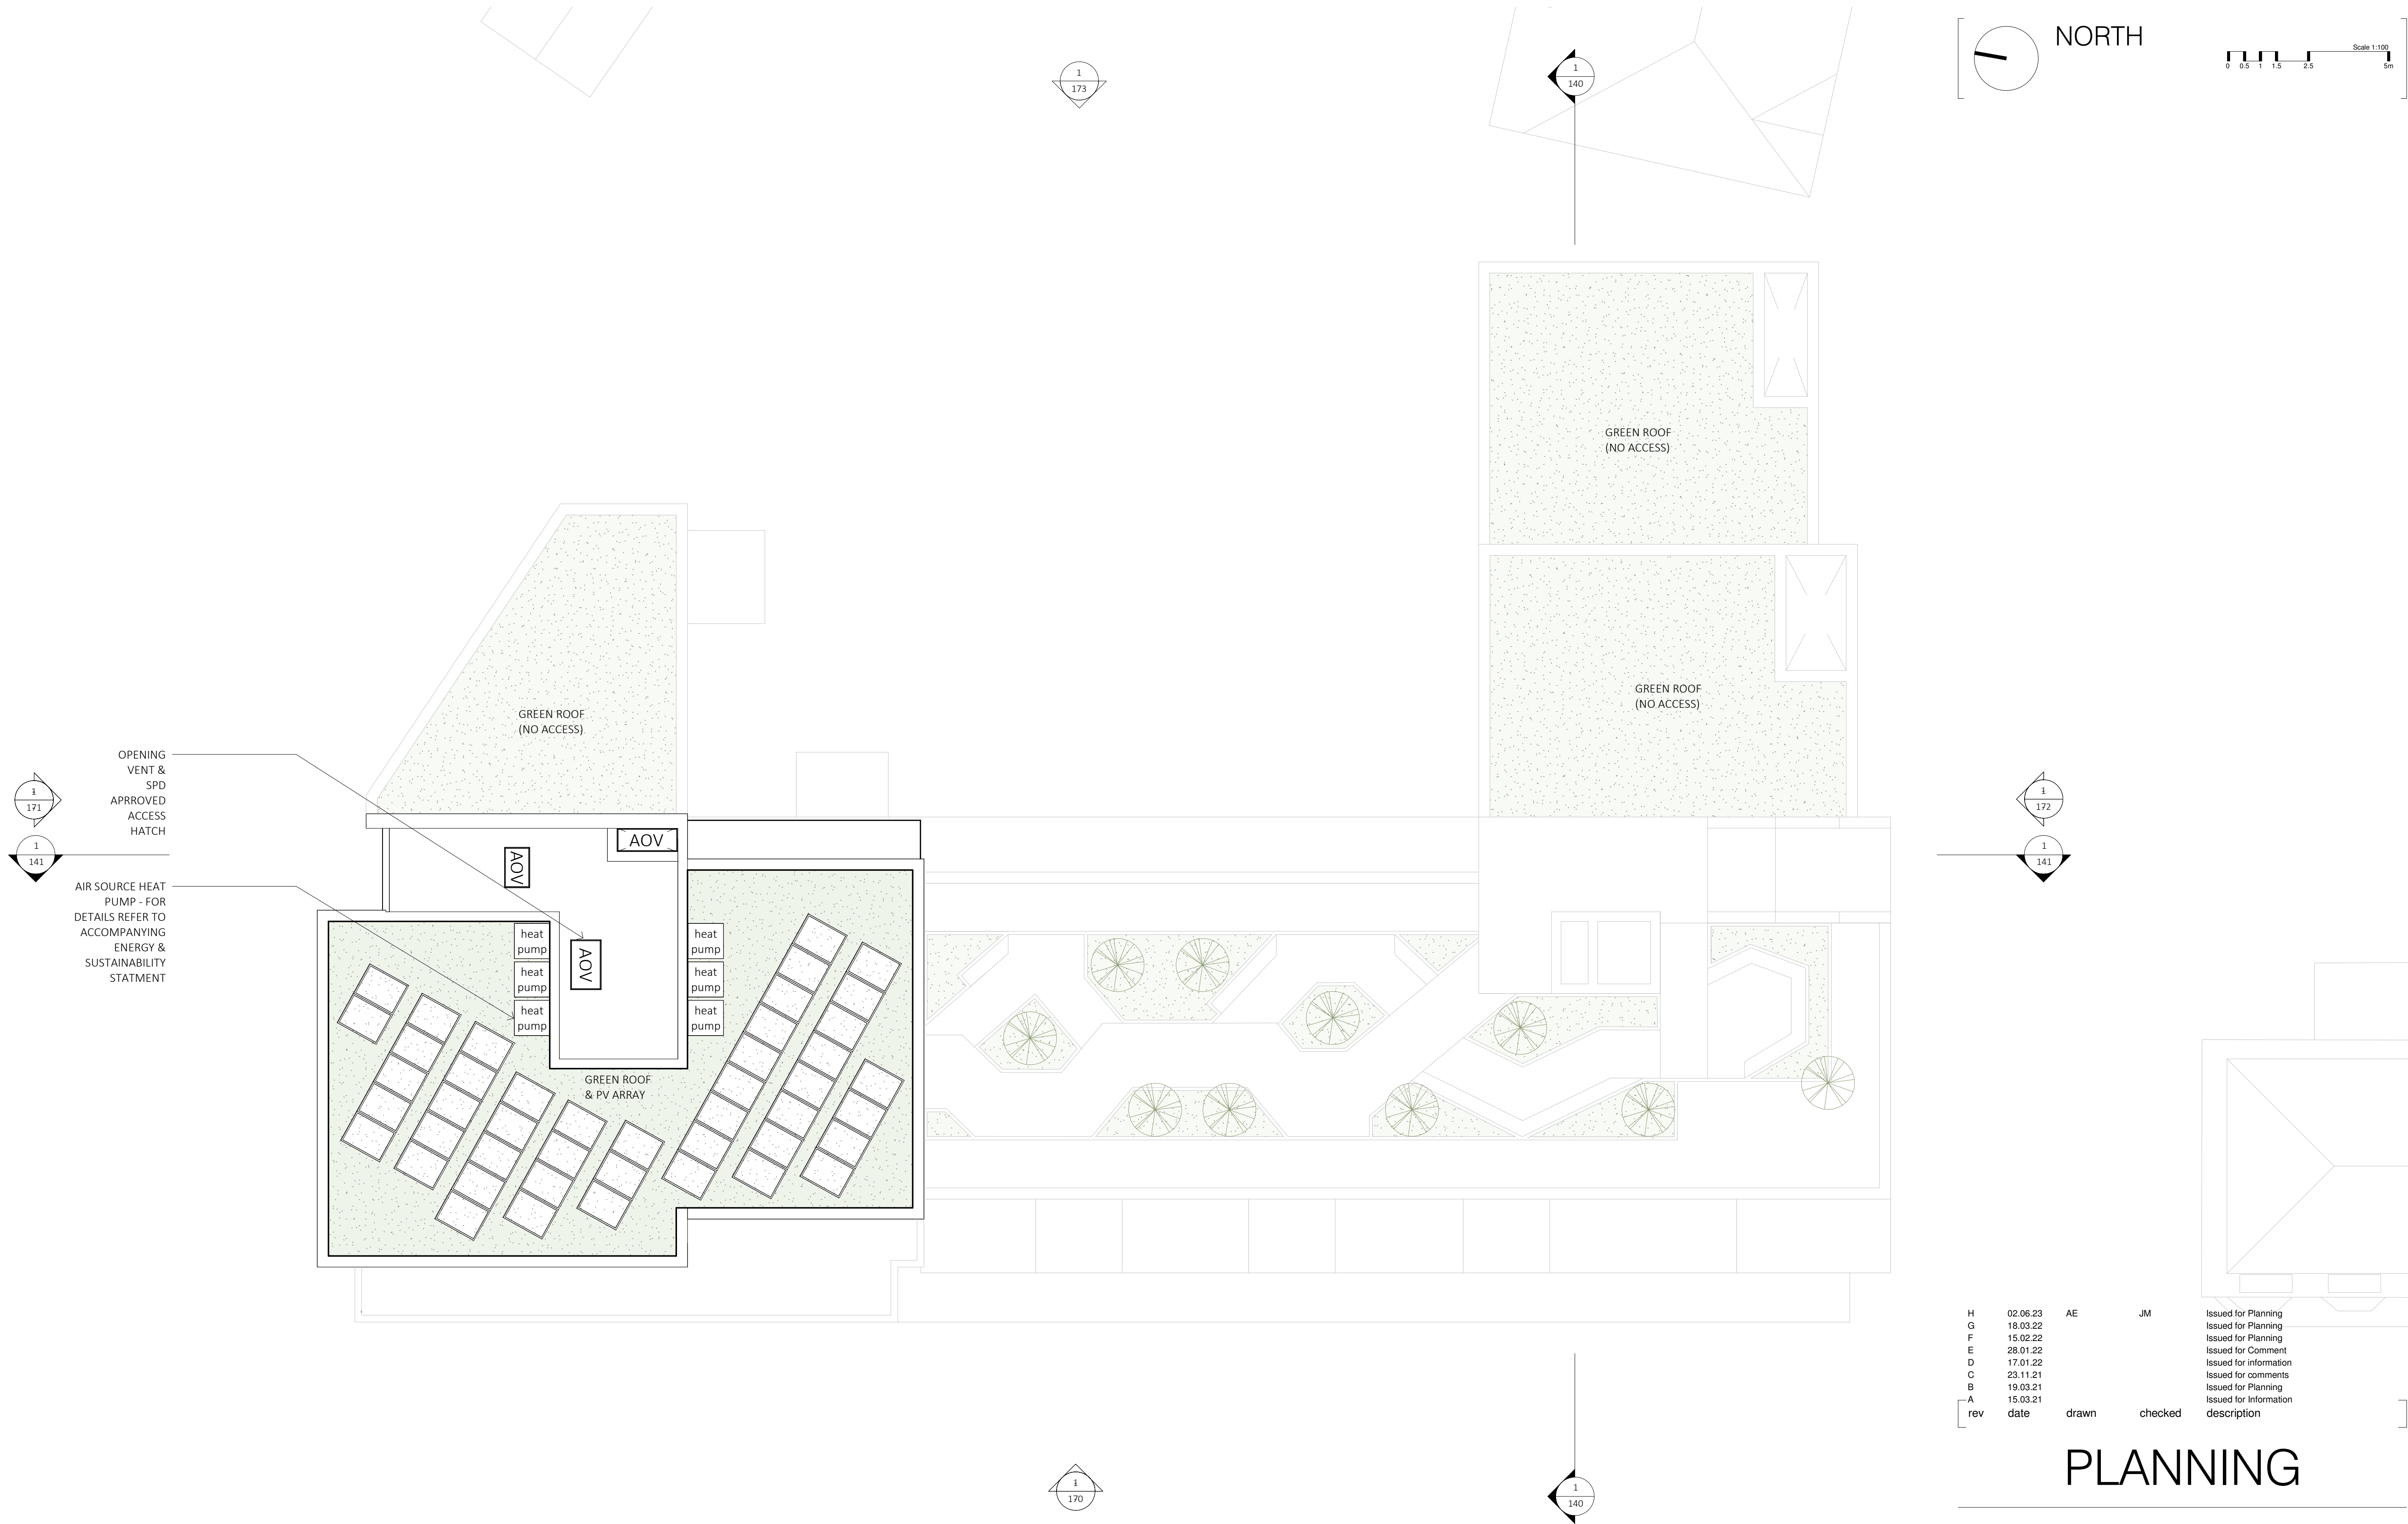 NORTH
Scale 1:100
0 0.5 1 1.5 2.5 5m
1
173
1
140
GREEN ROOF
(NO ACCESS)
GREEN ROOF
(NO ACCESS)
GREEN ROOF
(NO ACCESS)
OPENING
VENT &
SPD
APRROVED
ACCESS
HATCH
1
171
1
172
1
141
1
141
AOV
AOV
AOV
AIR SOURCE HEAT
PUMP - FOR
DETAILS REFER TO
ACCOMPANYING
ENERGY &
SUSTAINABILITY
STATMENT
heat
pump
heat
pump
heat
pump
heat
pump
heat
pump
heat
pump
GREEN ROOF
& PV ARRAY
H 02.06.23 AE JM Issued for Planning
G 18.03.22 Issued for Planning
F 15.02.22 Issued for Planning
E 28.01.22 Issued for Comment
D 17.01.22 Issued for information
C 23.11.21 Issued for comments
B 19.03.21 Issued for Planning
A 15.03.21 Issued for Information
rev date drawn checked description
PLANNING
1
170
1
140